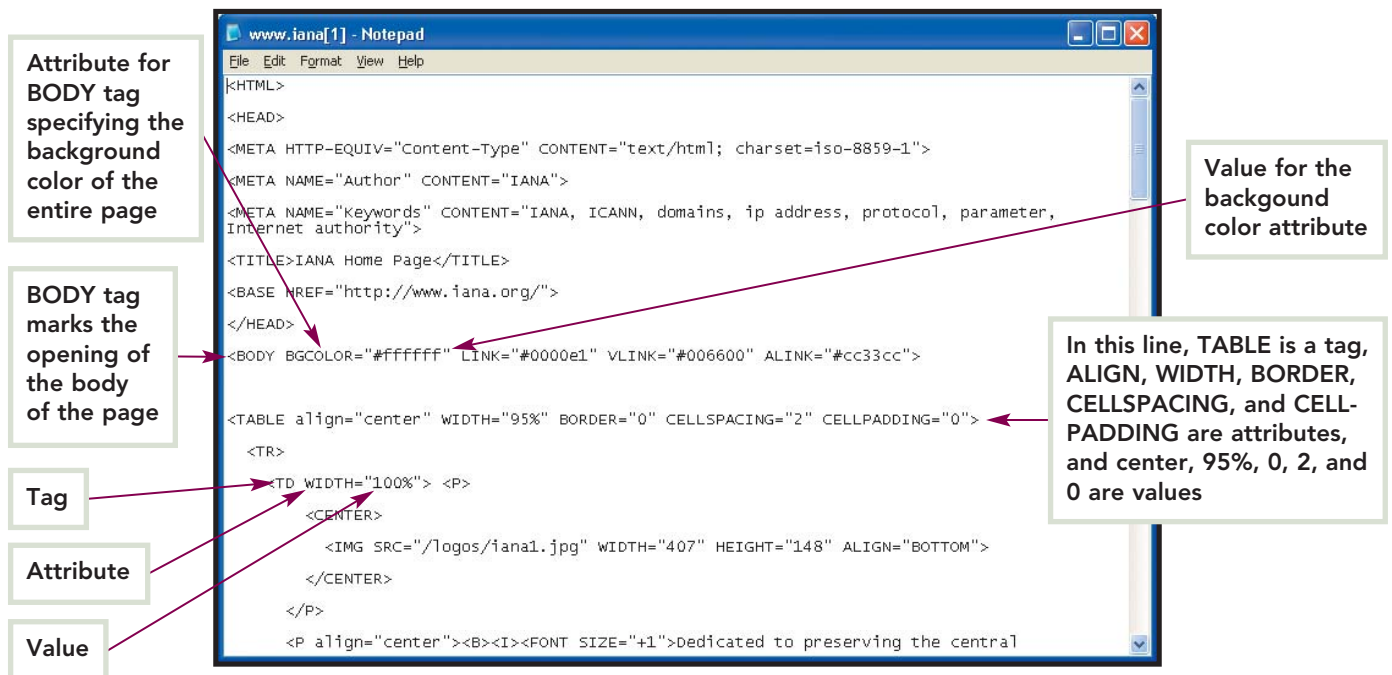 Attribute for
BODY tag
specifying the
background
color of the
entire page
BODY tag
marks the
opening of
the body
of the page
Tag
Attribute
Value
www.iana[1] - Notepad
File Edit Format View Help
<HTML>
<HEAD>
<META HTTP-EQUIV="Content-Type" CONTENT="text/html; charset=iso-8859-1">
<META NAME="Author" CONTENT="IANA">
<META NAME="Keywords" CONTENT="IANA, ICANN, domains, ip address, protocol, parameter,
Internet authority">
<TITLE>IANA Home Page</TITLE>
<BASE HREF="http://www.iana.org/">
</HEAD>
<BODY BGCOLOR="#ffffff" LINK="#0000e1" VLINK="#006600" ALINK="#cc33cc">
<TABLE align="center" WIDTH="95%" BORDER="0" CELLSPACING="2" CELLPADDING="0">
<TR>
<TD WIDTH="100%"> <P>
<CENTER>
<IMG SRC="/logos/iana1.jpg" WIDTH="407" HEIGHT="148" ALIGN="BOTTOM">
</CENTER>
</P>
<P align="center"><B><I><FONT SIZE="+1">Dedicated to preserving the central
Value for the
backgound
color attribute
In this line, TABLE is a tag,
ALIGN, WIDTH, BORDER,
CELLSPACING, and CELL-
PADDING are attributes,
and center, 95%, 0, 2, and
0 are values